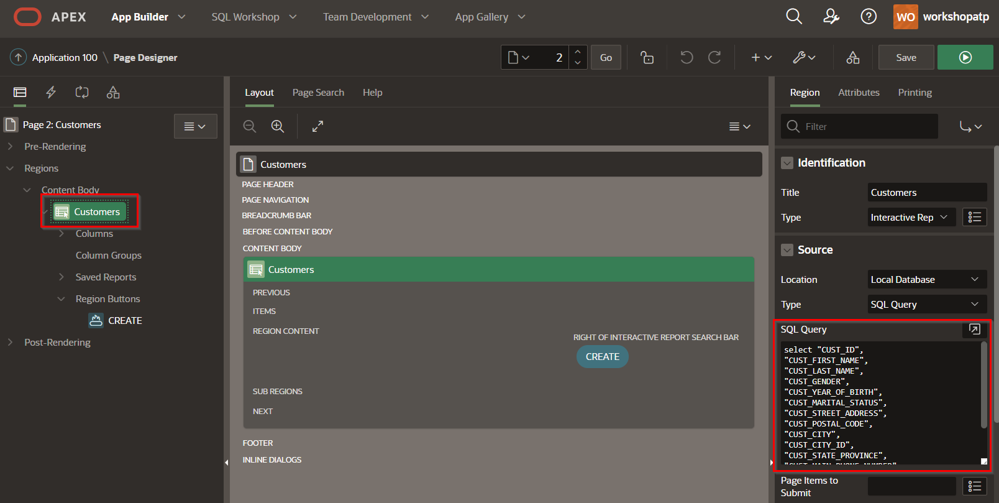 APEX App Builder SQL Workshop Team Development App Gallery WO workshopatp
Application 100 \ Page Designer 2 Go Save
Page 2: Customers
Pre-Rendering
Regions
Content Body
Customers
Columns
Column Groups
Saved Reports
Region Buttons
CREATE
Post-Rendering
Layout Page Search Help
Customers
PAGE HEADER
PAGE NAVIGATION
BREADCRUMB BAR
BEFORE CONTENT BODY
CONTENT BODY
Customers
PREVIOUS
ITEMS
REGION CONTENT
RIGHT OF INTERACTIVE REPORT SEARCH BAR
CREATE
SUB REGIONS
NEXT
FOOTER
INLINE DIALOGS
Region Attributes Printing
Filter
Identification
Title Customers
Type Interactive Rep
Source
Location Local Database
Type SQL Query
SQL Query
select "CUST_ID",
"CUST_FIRST_NAME",
"CUST_LAST_NAME",
"CUST_GENDER",
"CUST_YEAR_OF_BIRTH",
"CUST_MARITAL_STATUS",
"CUST_STREET_ADDRESS",
"CUST_POSTAL_CODE",
"CUST_CITY",
"CUST_CITY_ID",
"CUST_STATE_PROVINCE",
"CUST_MAIN_PHONE_NUMBER"
Page Items to
Submit